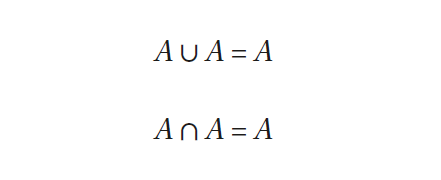 A ∪ A = A
A ∩ A = A